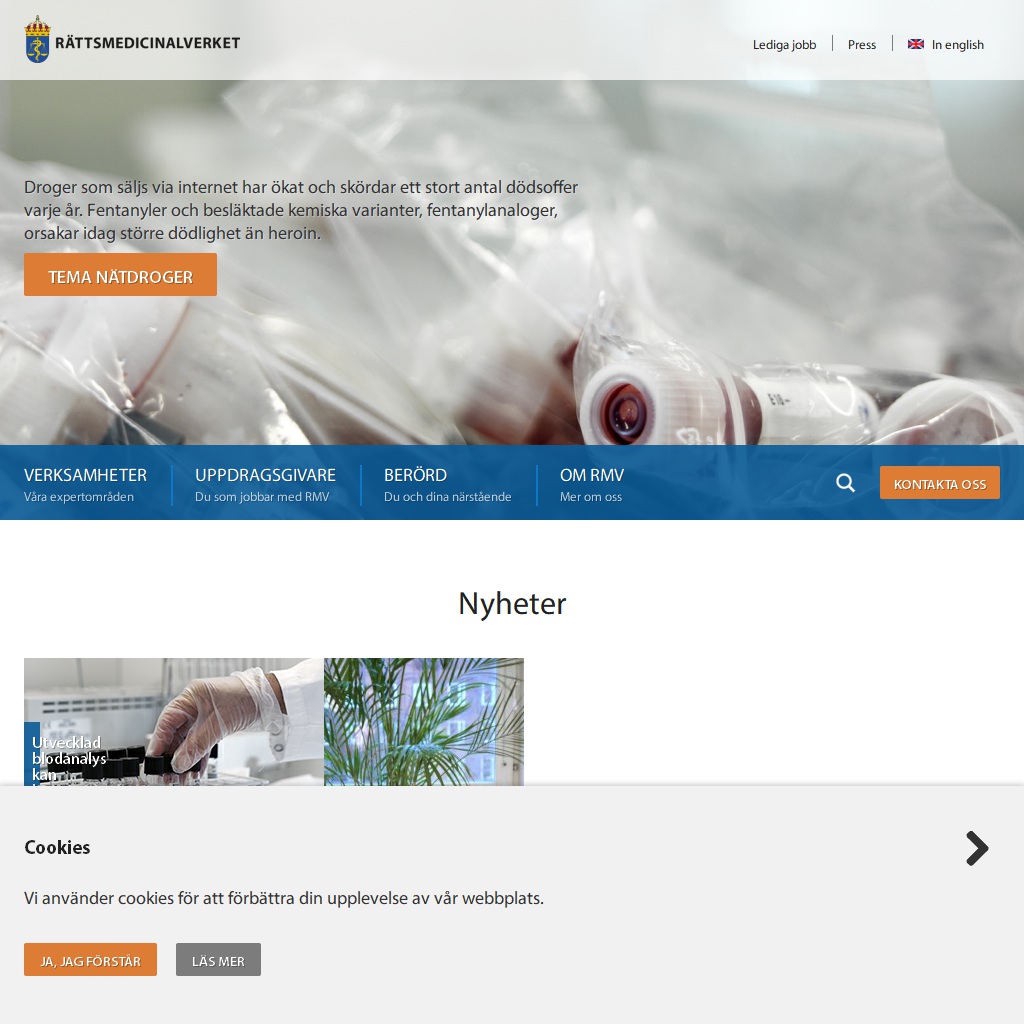 RÄTTSMEDICINALVERKET
Lediga jobb
Press
In english
Droger som säljs via internet har ökat och skördar ett stort antal dödsoffer
varje år. Fentanyler och besläktade kemiska varianter, fentanylanaloger,
orsakar idag större dödlighet än heroin.
TEMA NÄTDROGER
VERKSAMHETER
Våra expertområden
UPPDRAGSGIVARE
Du som jobbar med RMV
BERÖRD
Du och dina närstående
OM RMV
Mer om oss
KONTAKTA OSS
Nyheter
Utvecklad
blodanalys
kan
Cookies
Vi använder cookies för att förbättra din upplevelse av vår webbplats.
JA, JAG FÖRSTÅR
LÄS MER